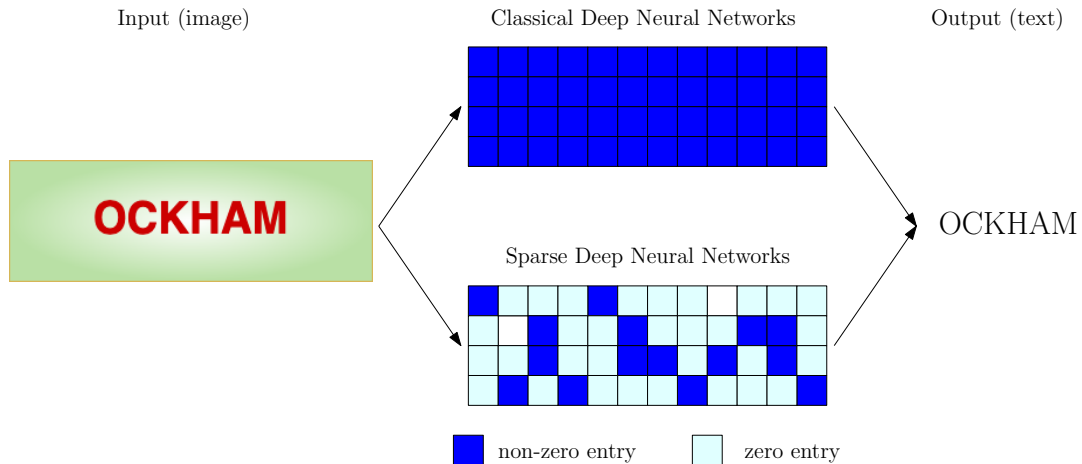 Input (image)
Classical Deep Neural Networks
Output (text)
OCKHAM
OCKHAM
Sparse Deep Neural Networks
non-zero entry
zero entry